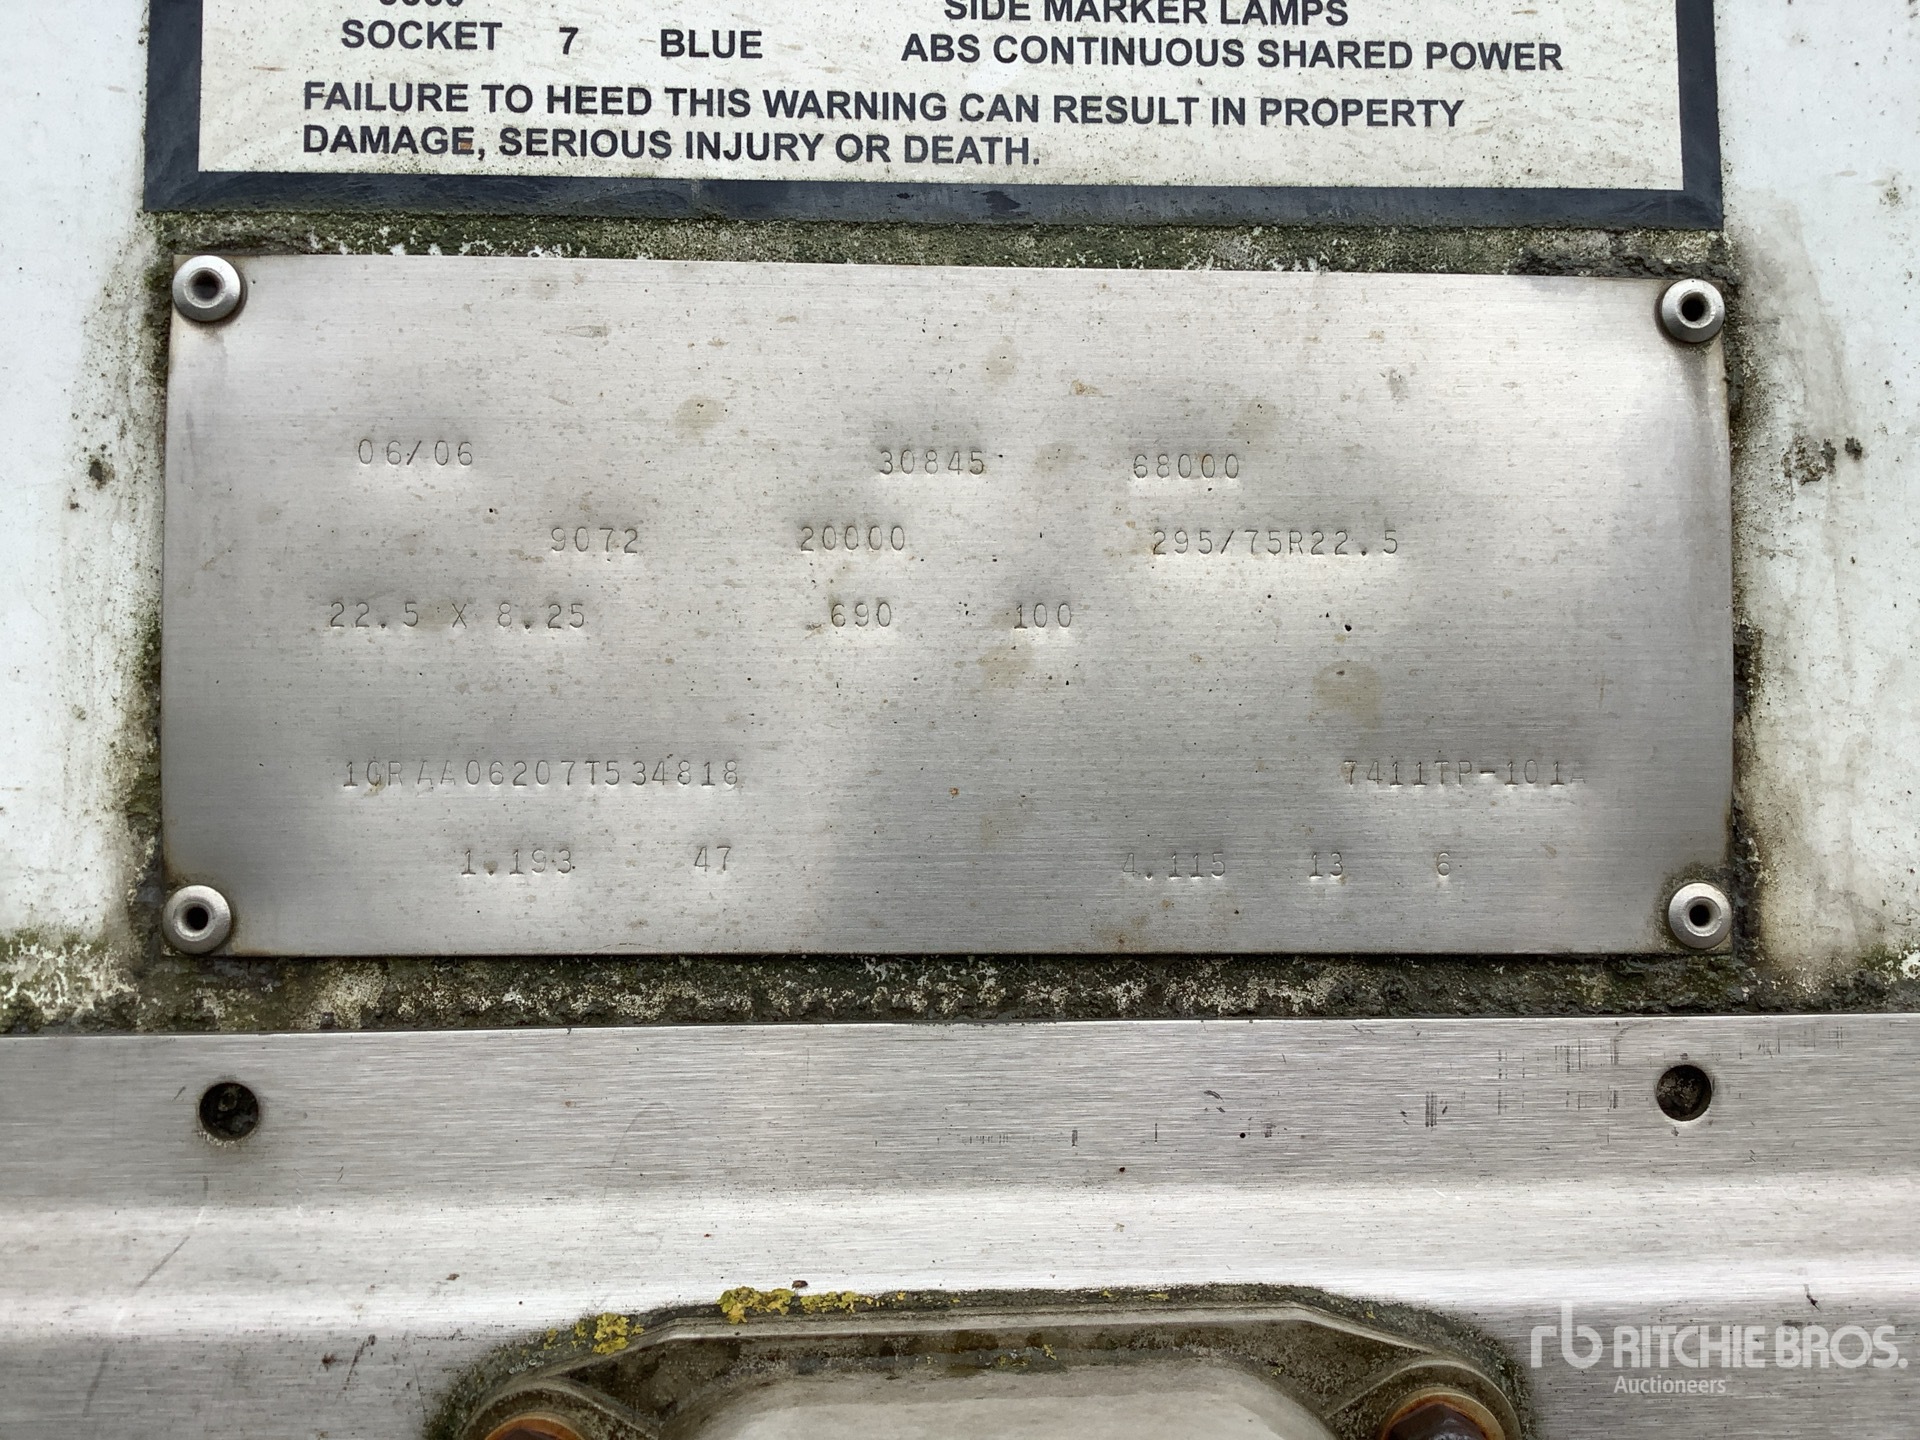 SIDE MARKER LAMPS
SOCKET 7 BLUE ABS CONTINUOUS SHARED POWER
FAILURE TO HEED THIS WARNING CAN RESULT IN PROPERTY
DAMAGE, SERIOUS INJURY OR DEATH.
06/06 30845 68000
9072 20000 295/75R22.5
22.5 X 8.25 690 100
1GRAA06207T534818 7411TP-101A
1.193 47 4.115 13 6
rb RITCHIE BROS.
Auctioneers